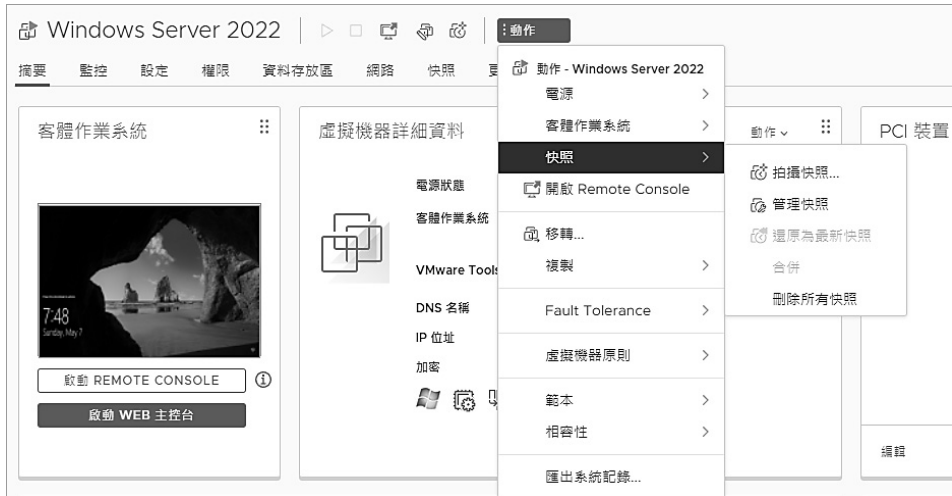 Windows Server 2022
⋮動作
摘要 監控 設定 權限 資料存放區 網路 快照
動作 - Windows Server 2022
電源
客體作業系統
快照
開啟 Remote Console
移轉...
複製
Fault Tolerance
虛擬機器原則
範本
相容性
匯出系統記錄...
拍攝快照...
管理快照
還原為最新快照
合併
刪除所有快照
客體作業系統
7:48
Sunday, May 7
啟動 REMOTE CONSOLE
啟動 WEB 主控台
虛擬機器詳細資料
動作
電源狀態
客體作業系統
VMware Tools
DNS 名稱
IP 位址
加密
PCI 裝置
編輯